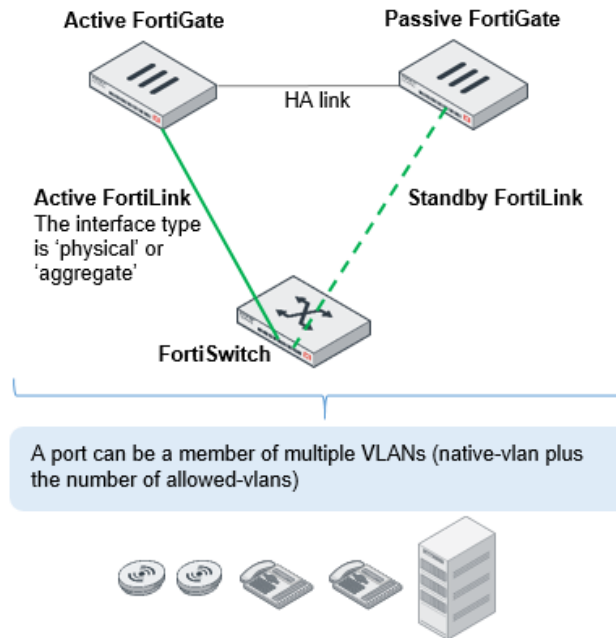 Active FortiGate
Passive FortiGate
HA link
Active FortiLink
The interface type
is ‘physical’ or
‘aggregate’
Standby FortiLink
FortiSwitch
A port can be a member of multiple VLANs (native-vlan plus
the number of allowed-vlans)